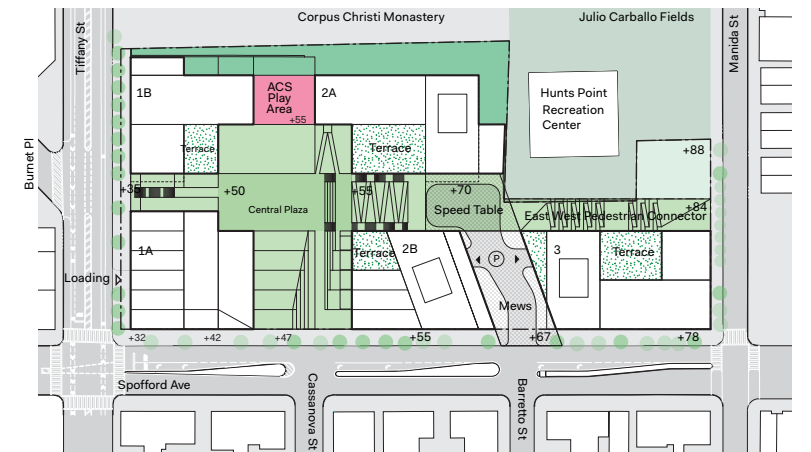 Corpus Christi Monastery
Julio Carballo Fields
Tiffany St
Manida St
1B
ACS
Play
Area
+55
2A
Hunts Point
Recreation
Center
Terrace
Terrace
+88
Burnet Pl
+35
+50
+55
+70
+84
Central Plaza
Speed Table
East West Pedestrian Connector
1A
Terrace
2B
P
3
Terrace
Loading
Mews
+32
+42
+47
+55
+67
+78
Spofford Ave
Cassanova St
Barretto St